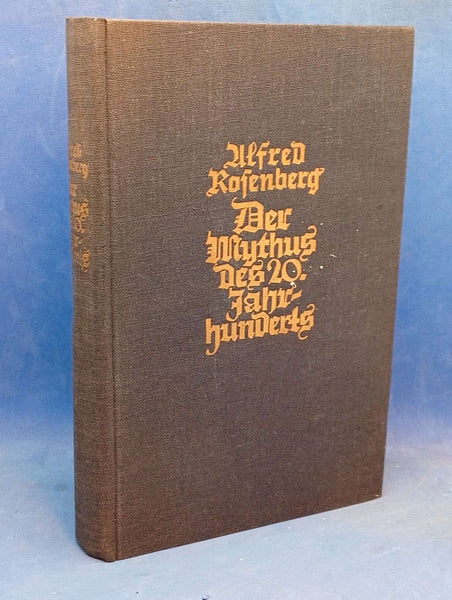 Alfred
Rosenberg
Der
Mythus
des 20.
Jahr-
hunderts